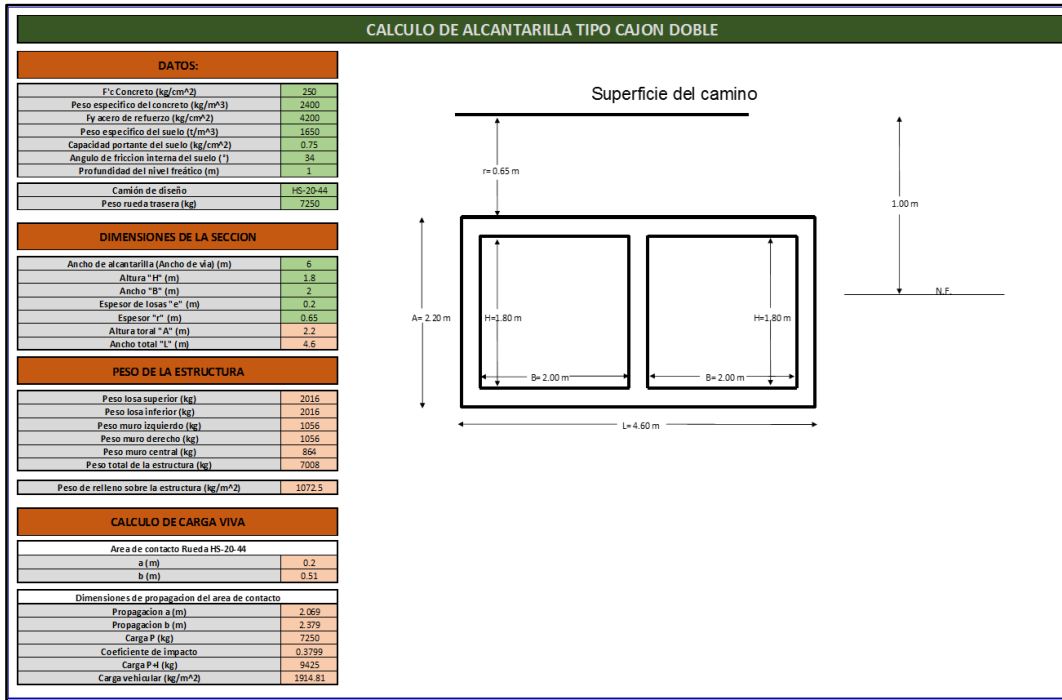 CALCULO DE ALCANTARILLA TIPO CAJON DOBLE
DATOS:
F'c Concreto (kg/cm^2) 250
Peso especifico del concreto (kg/m^3) 2400
Fy acero de refuerzo (kg/cm^2) 4200
Peso especifico del suelo (t/m^3) 1650
Capacidad portante del suelo (kg/cm^2) 0.75
Angulo de friccion interna del suelo (°) 34
Profundidad del nivel freático (m) 1
Camión de diseño HS-20-44
Peso rueda trasera (kg) 7250
DIMENSIONES DE LA SECCION
Ancho de alcantarilla (Ancho de via) (m) 6
Altura "H" (m) 1.8
Ancho "B" (m) 2
Espesor de losas "e" (m) 0.2
Espesor "r" (m) 0.65
Altura toral "A" (m) 2.2
Ancho total "L" (m) 4.6
PESO DE LA ESTRUCTURA
Peso losa superior (kg) 2016
Peso losa inferior (kg) 2016
Peso muro izquierdo (kg) 1056
Peso muro derecho (kg) 1056
Peso muro central (kg) 864
Peso total de la estructura (kg) 7008
Peso de relleno sobre la estructura (kg/m^2) 1072.5
CALCULO DE CARGA VIVA
Area de contacto Rueda HS-20-44
a (m) 0.2
b (m) 0.51
Dimensiones de propagacion del area de contacto
Propagacion a (m) 2.069
Propagacion b (m) 2.379
Carga P (kg) 7250
Coeficiente de impacto 0.3799
Carga P+I (kg) 9425
Carga vehicular (kg/m^2) 1914.81
Superficie del camino
r= 0.65 m
1.00 m
N.F.
A= 2.20 m
H=1.80 m
H=1.80 m
B= 2.00 m
B= 2.00 m
L= 4.60 m